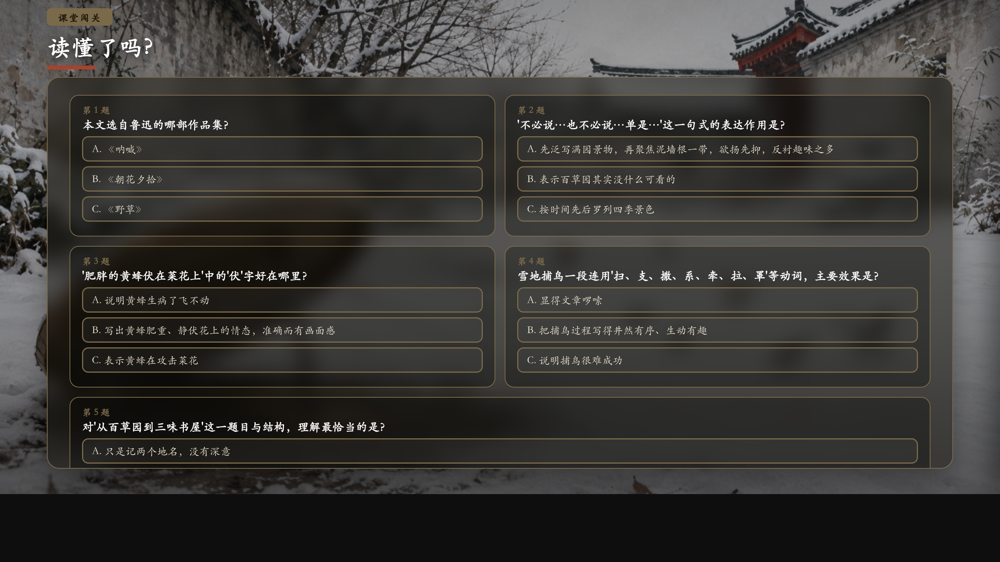 课堂闯关
读懂了吗?
第 1 题
本文选自鲁迅的哪部作品集?
A. 《呐喊》
B. 《朝花夕拾》
C. 《野草》
第 2 题
'不必说…也不必说…单是…'这一句式的表达作用是?
A. 先泛写满园景物，再聚焦泥墙根一带，欲扬先抑，反衬趣味之多
B. 表示百草园其实没什么可看的
C. 按时间先后罗列四季景色
第 3 题
'肥胖的黄蜂伏在菜花上'中的'伏'字好在哪里?
A. 说明黄蜂生病了飞不动
B. 写出黄蜂肥重、静伏花上的情态，准确而有画面感
C. 表示黄蜂在攻击菜花
第 4 题
雪地捕鸟一段连用'扫、支、撒、系、牵、拉、罩'等动词，主要效果是?
A. 显得文章啰嗦
B. 把捕鸟过程写得井然有序、生动有趣
C. 说明捕鸟很难成功
第 5 题
对'从百草园到三味书屋'这一题目与结构，理解最恰当的是?
A. 只是记两个地名，没有深意